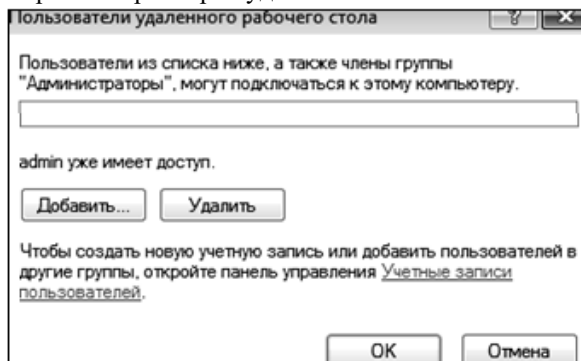 Пользователи удаленного рабочего стола
Пользователи из списка ниже, а также члены группы
"Администраторы", могут подключаться к этому компьютеру.
admin уже имеет доступ.
Добавить... Удалить
Чтобы создать новую учетную запись или добавить пользователей в
другие группы, откройте панель управления Учетные записи
пользователей.
OK Отмена